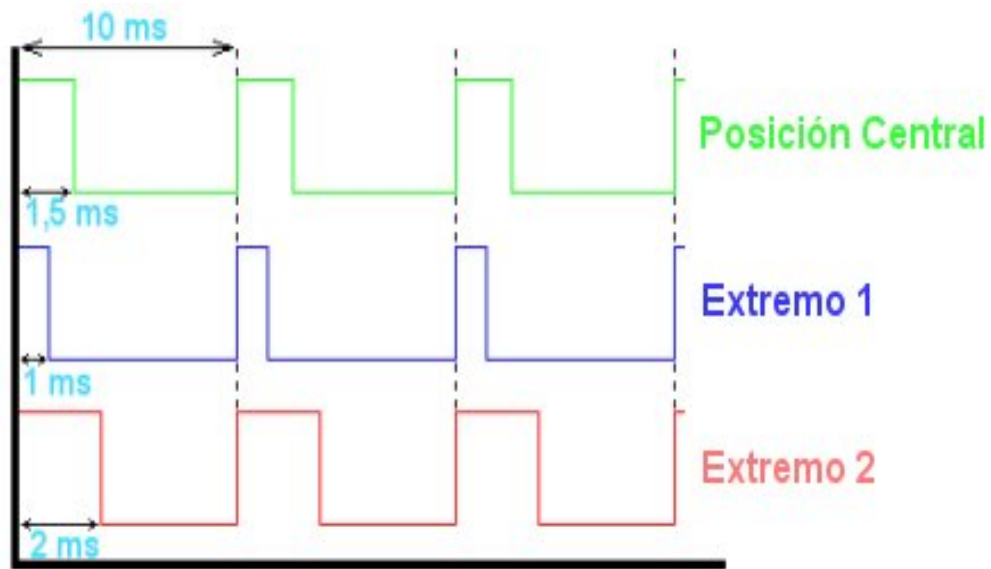 10 ms
Posición Central
1,5 ms
Extremo 1
1 ms
Extremo 2
2 ms